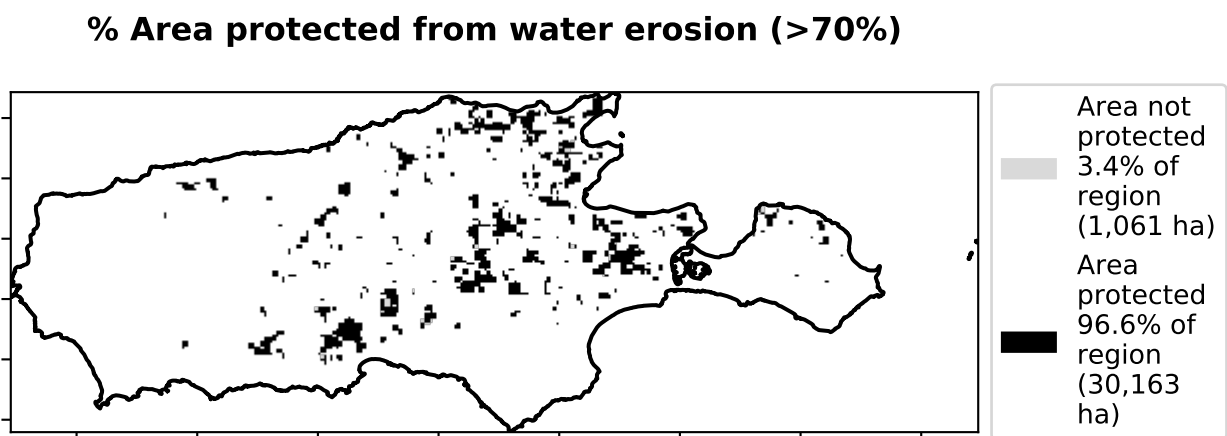 % Area protected from water erosion (>70%)
Area not
protected
3.4% of
region
(1,061 ha)
Area
protected
96.6% of
region
(30,163
ha)